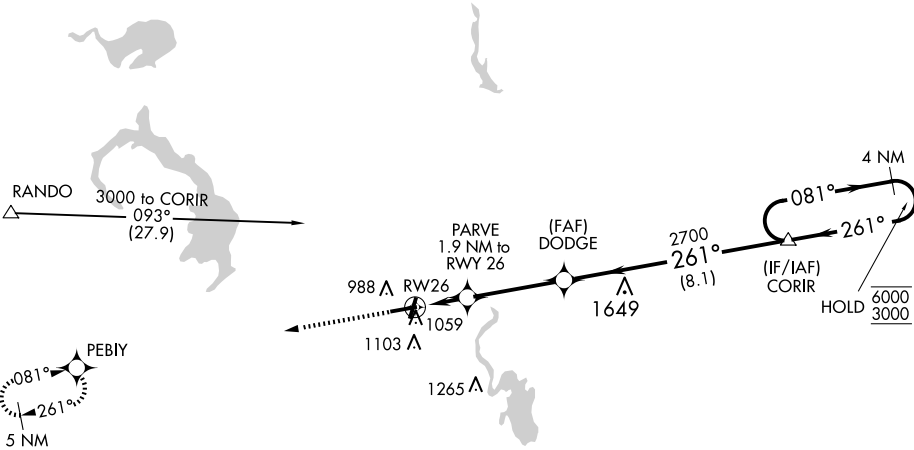 4 NM
RANDO
3000 to CORIR
093°
(27.9)
081°
261°
PARVE
1.9 NM to
RWY 26
(FAF)
DODGE
2700
261°
(8.1)
(IF/IAF)
CORIR
HOLD
6000
3000
988
RW26
1059
1103
1649
1265
PEBIY
081°
261°
5 NM